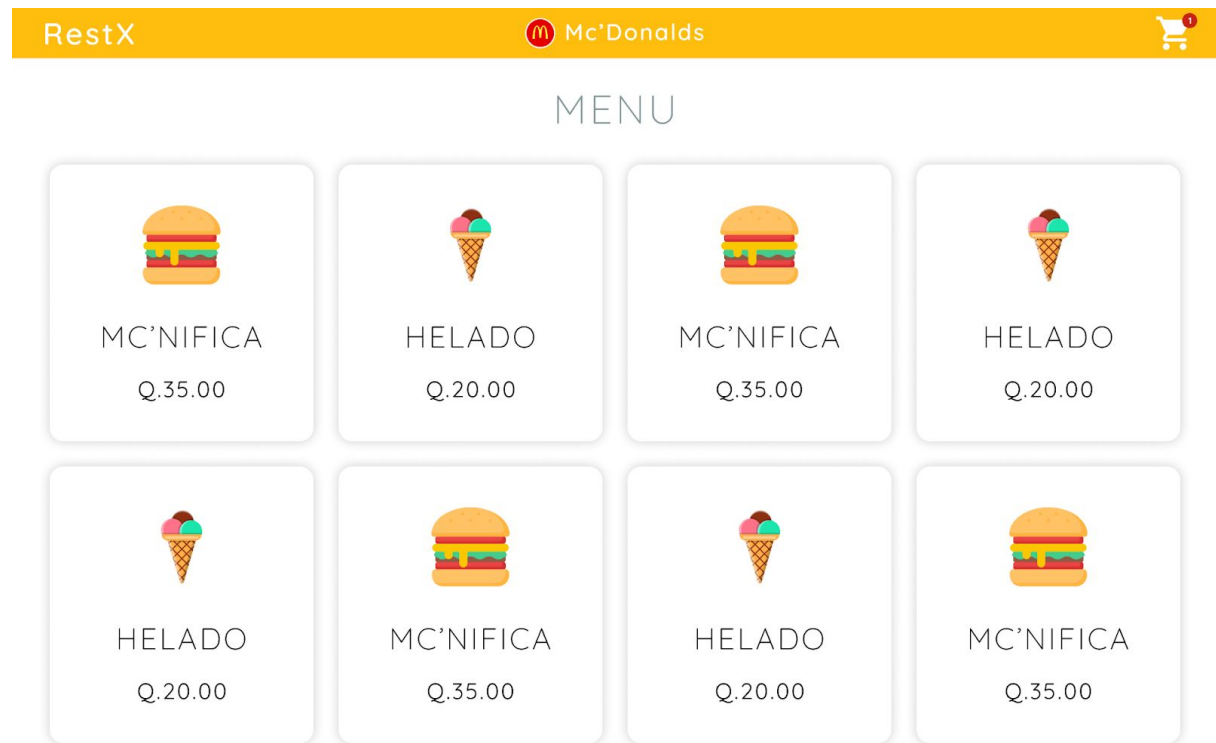 RestX
Mc'Donalds
1
MENU
MC'NIFICA
HELADO
MC'NIFICA
HELADO
Q.35.00
Q.20.00
Q.35.00
Q.20.00
HELADO
MC'NIFICA
HELADO
MC'NIFICA
Q.20.00
Q.35.00
Q.20.00
Q.35.00